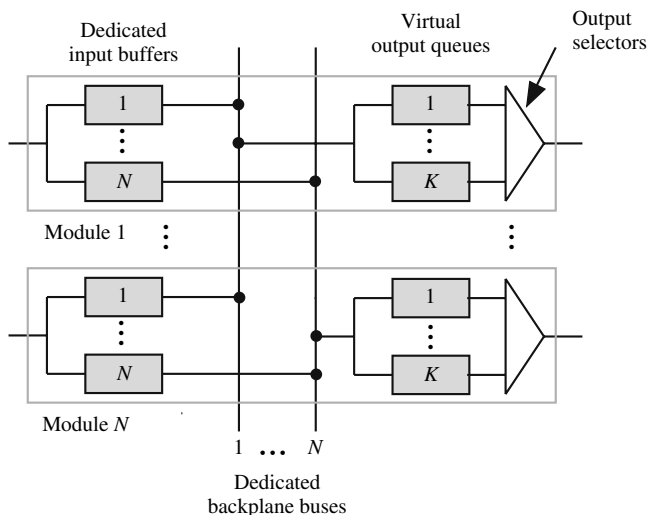 Dedicated
input buffers
Virtual
output queues
Output
selectors
1
N
1
K
Module 1
1
N
1
K
Module N
1 ... N
Dedicated
backplane buses